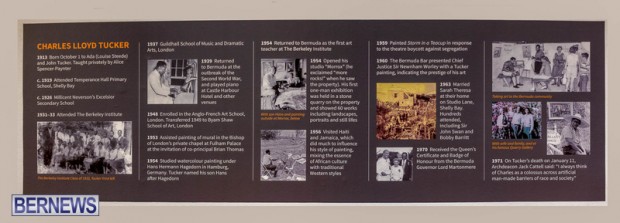 CHARLES LLOYD TUCKER
1913 Born October 1 to Ada (Louise Steede)
and John Tucker. Taught privately by Alice
Spencer Paynter
c. 1919 Attended Temperance Hall Primary
School, Shelly Bay
c. 1926 Millicent Neverson's Excelsior
Secondary School
1931–33 Attended The Berkeley Institute
1937 Guildhall School of Music and Dramatic
Arts, London
1939 Returned
to Bermuda at the
outbreak of the
Second World War,
and played piano
at Castle Harbour
Hotel and other
venues
1948 Enrolled in the Anglo-French Art School,
London. Transferred 1949 to Byam Shaw
School of Art, London
1953 Assisted painting of mural in the Bishop
of London's private chapel at Fulham Palace
at the invitation of co-principal Brian Thomas
1954 Studied watercolour painting under
Hans Hermann Hagedorn in Hamburg,
Germany. Tucker named his son Hans
after Hagedorn
1954 Returned to Bermuda as the first art
teacher at The Berkeley Institute
1954 Opened his
studio "Morrox" (he
exclaimed "more
rocks!" when he saw
the property). His first
one-man exhibition
was held in a stone
quarry on the property
and showed 60 works
including landscapes,
portraits and still lifes
1956 Visited Haiti
and Jamaica, which
did much to influence
his style of painting,
mixing the essence
of African culture
with traditional
Western styles
1959 Painted Storm in a Teacup in response
to the theatre boycott against segregation
1960 The Bermuda Bar presented Chief
Justice Sir Newnham Worley with a Tucker
painting, indicating the prestige of his art
1963 Married
Sarah Theresa
at their home
on Studio Lane,
Shelly Bay.
Hundreds
attended,
including Sir
John Swan and
Bobby Barritt
1970 Received the Queen's
Certificate and Badge of
Honour from the Bermuda
Governor Lord Martonmere
1971 On Tucker's death on January 11,
Archdeacon Jack Cattell said: "I always think
of Charles as a colossus across artificial
man-made barriers of race and society"
BERNEWS